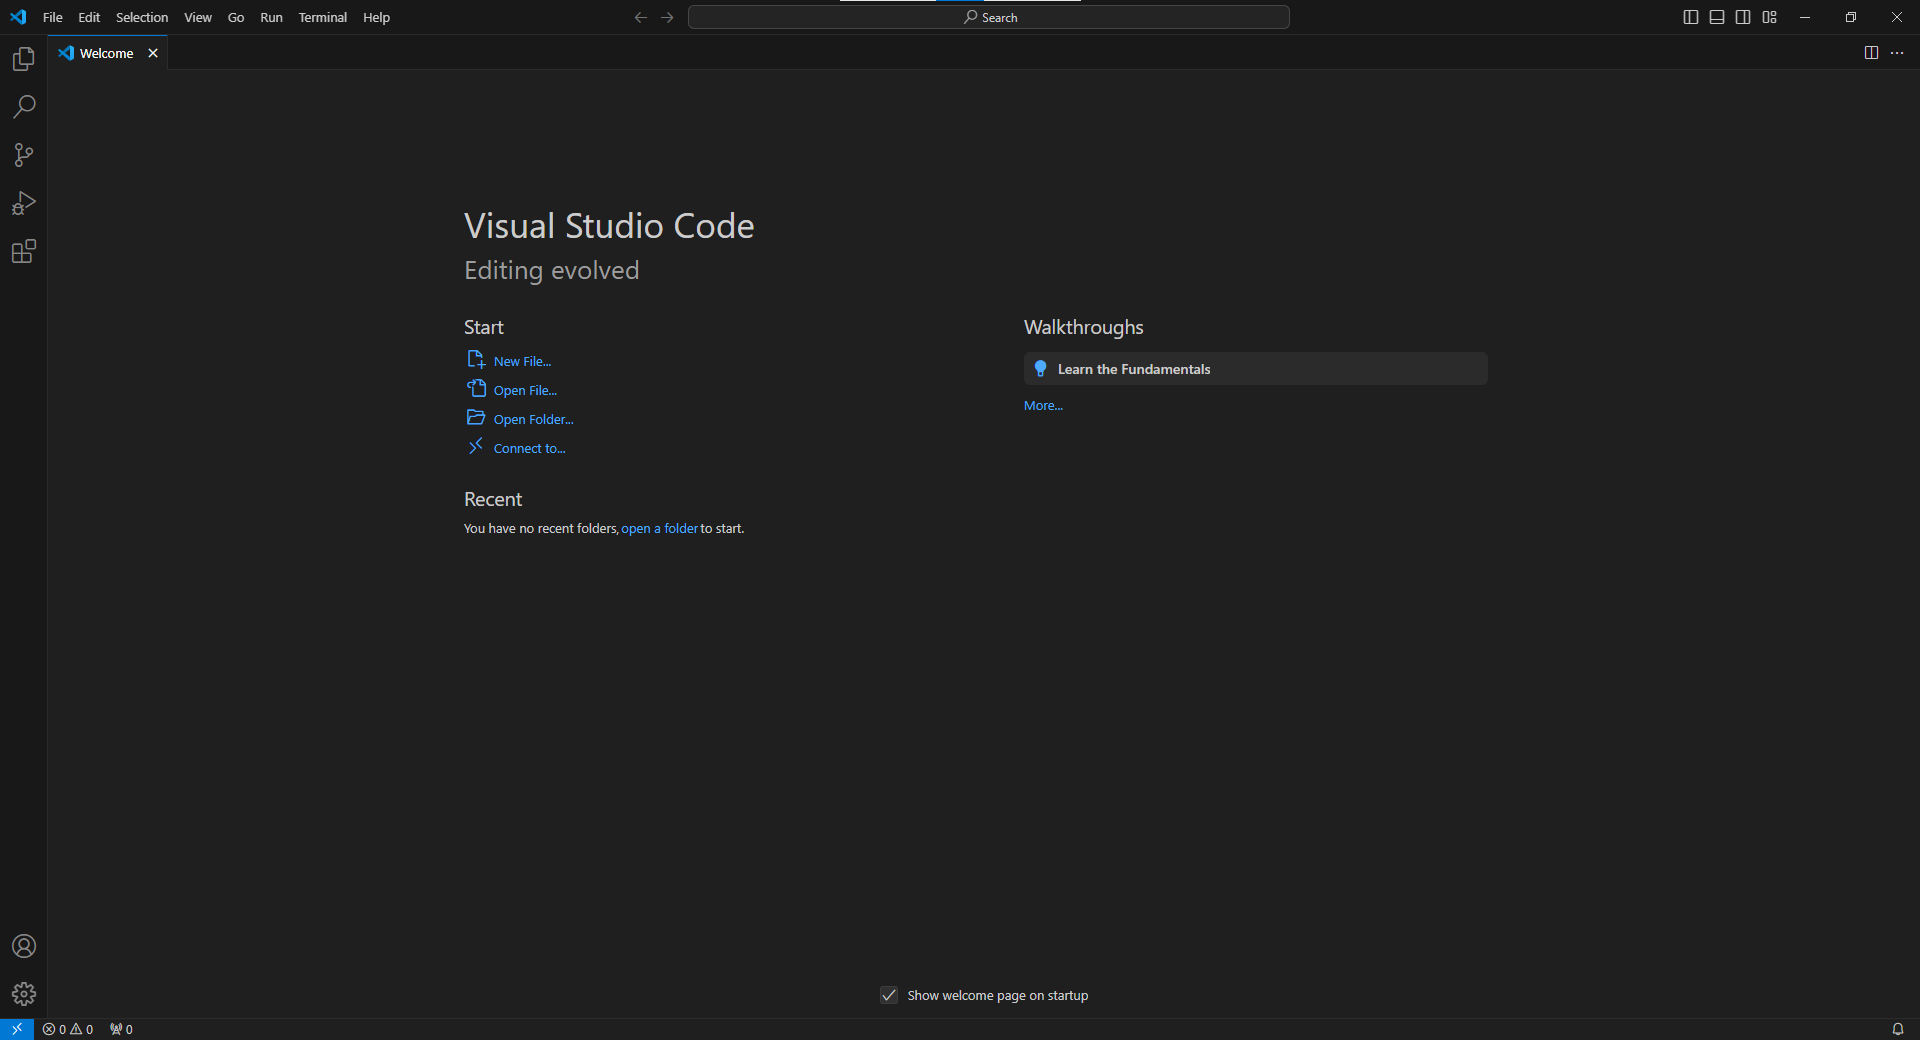 File Edit Selection View Go Run Terminal Help
Search
Welcome
Visual Studio Code
Editing evolved
Start
New File...
Open File...
Open Folder...
Connect to...
Recent
You have no recent folders, open a folder to start.
Walkthroughs
Learn the Fundamentals
More...
Show welcome page on startup
0 0 0